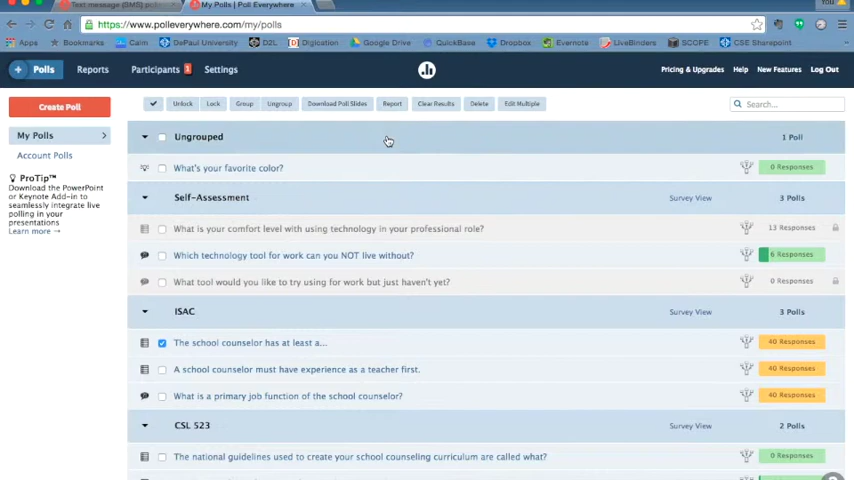 Text message (SMS) pol
My Polls | Poll Everywhere
You
https://www.polleverywhere.com/my/polls
Apps Bookmarks Calm DePaul University D2L Digication Google Drive QuickBase Dropbox Evernote LiveBinders SCOPE CSE Sharepoint
+ Polls Reports Participants 1 Settings Pricing & Upgrades Help New Features Log Out
Create Poll
Unlock Lock Group Ungroup Download Poll Slides Report Clear Results Delete Edit Multiple Search...
My Polls
Account Polls
ProTip™
Download the PowerPoint
or Keynote Add-in to
seamlessly integrate live
polling in your
presentations
Learn more →
Ungrouped 1 Poll
What's your favorite color? 0 Responses
Self-Assessment Survey View 3 Polls
What is your comfort level with using technology in your professional role? 13 Responses
Which technology tool for work can you NOT live without? 6 Responses
What tool would you like to try using for work but just haven't yet? 0 Responses
ISAC Survey View 3 Polls
The school counselor has at least a... 40 Responses
A school counselor must have experience as a teacher first. 40 Responses
What is a primary job function of the school counselor? 40 Responses
CSL 523 Survey View 2 Polls
The national guidelines used to create your school counseling curriculum are called what? 0 Responses